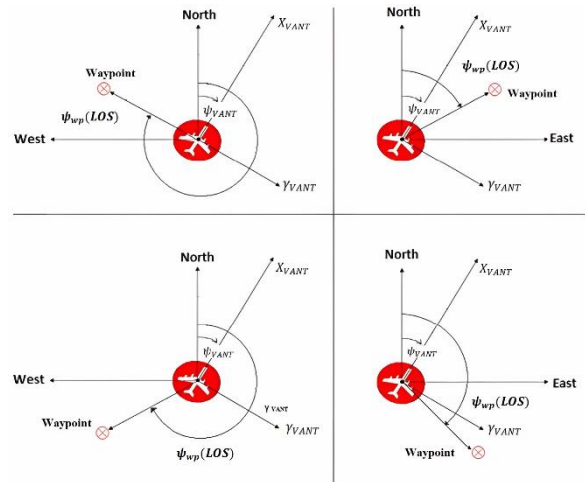 North
X_VANT
Waypoint
ψ_wp(LOS)
ψ_VANT
West
γ_VANT
North
X_VANT
ψ_wp(LOS)
ψ_VANT
Waypoint
East
γ_VANT
North
X_VANT
ψ_VANT
West
γ_VANT
Waypoint
γ_VANT
ψ_wp(LOS)
North
X_VANT
ψ_VANT
East
ψ_wp(LOS)
γ_VANT
Waypoint